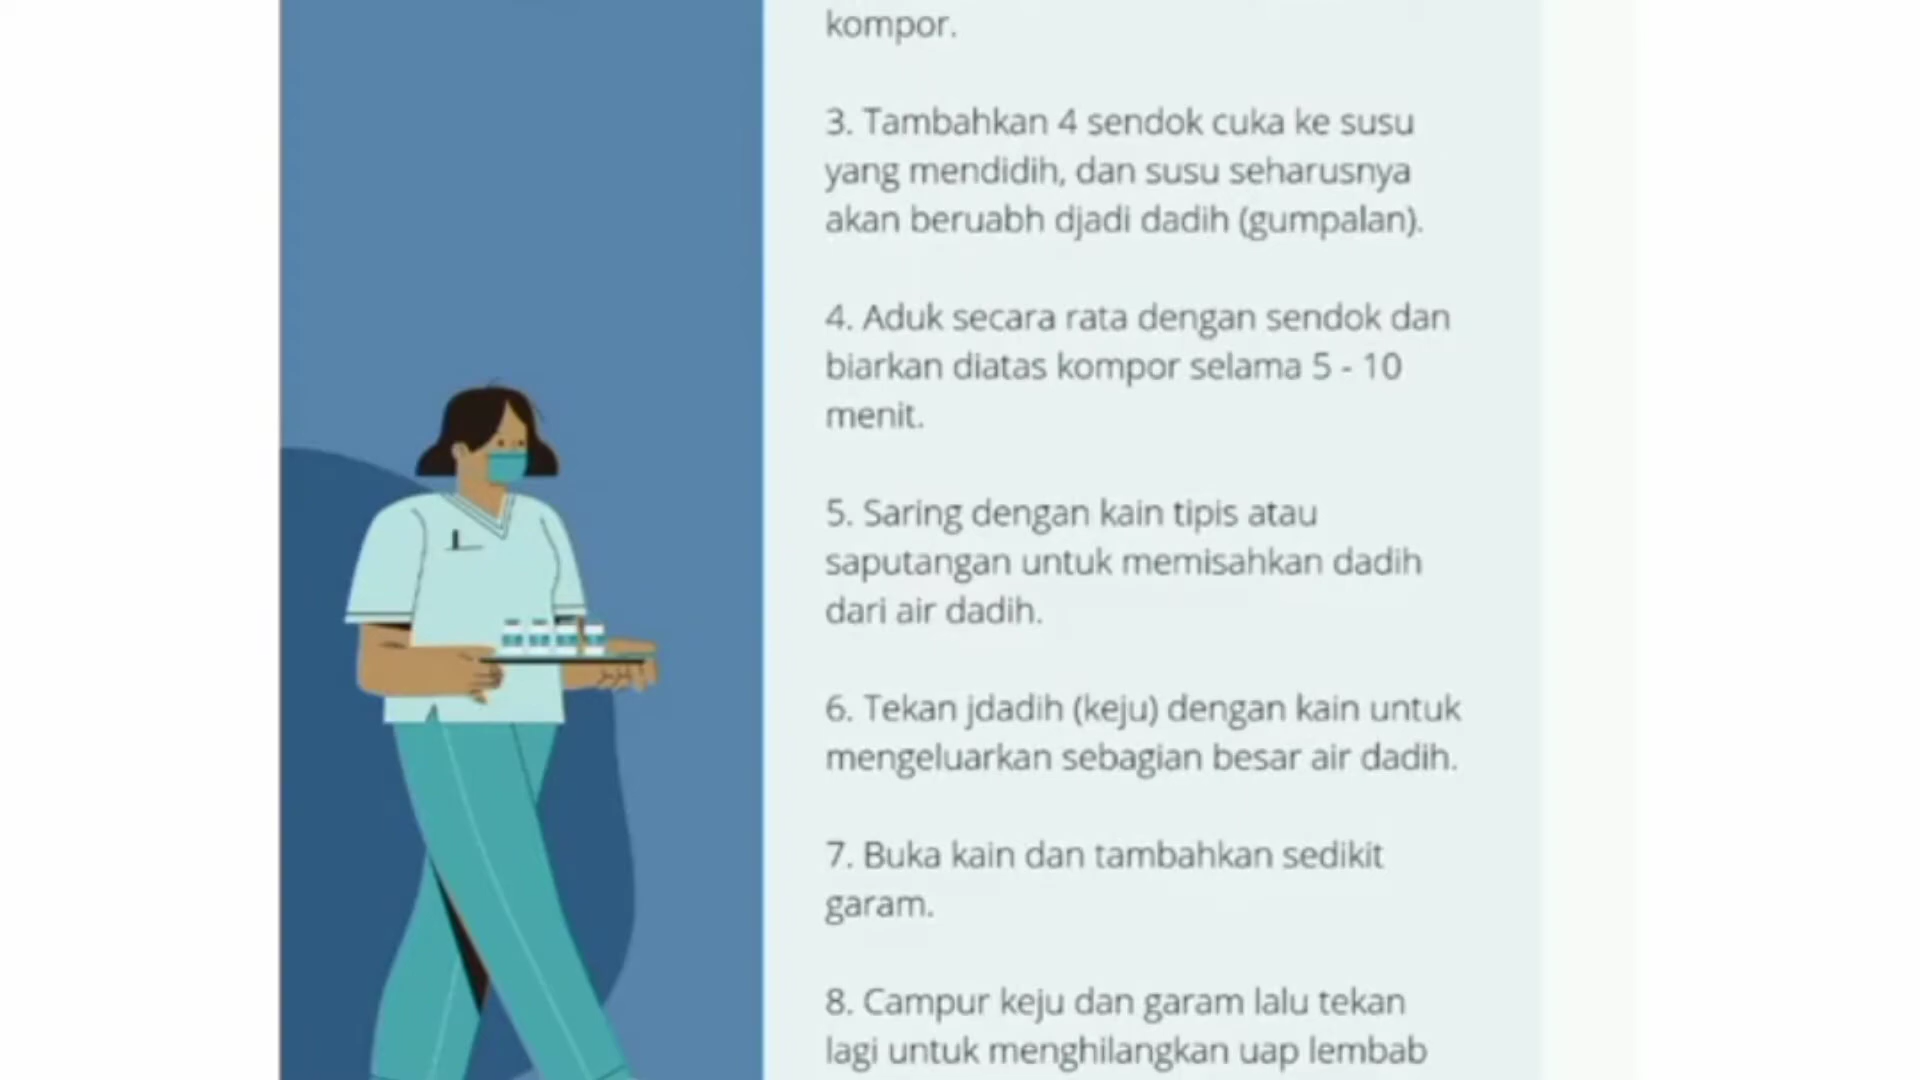 kompor.
3. Tambahkan 4 sendok cuka ke susu
yang mendidih, dan susu seharusnya
akan beruabh djadi dadih (gumpalan).
4. Aduk secara rata dengan sendok dan
biarkan diatas kompor selama 5 - 10
menit.
5. Saring dengan kain tipis atau
saputangan untuk memisahkan dadih
dari air dadih.
6. Tekan jdadih (keju) dengan kain untuk
mengeluarkan sebagian besar air dadih.
7. Buka kain dan tambahkan sedikit
garam.
8. Campur keju dan garam lalu tekan
lagi untuk menghilangkan uap lembab